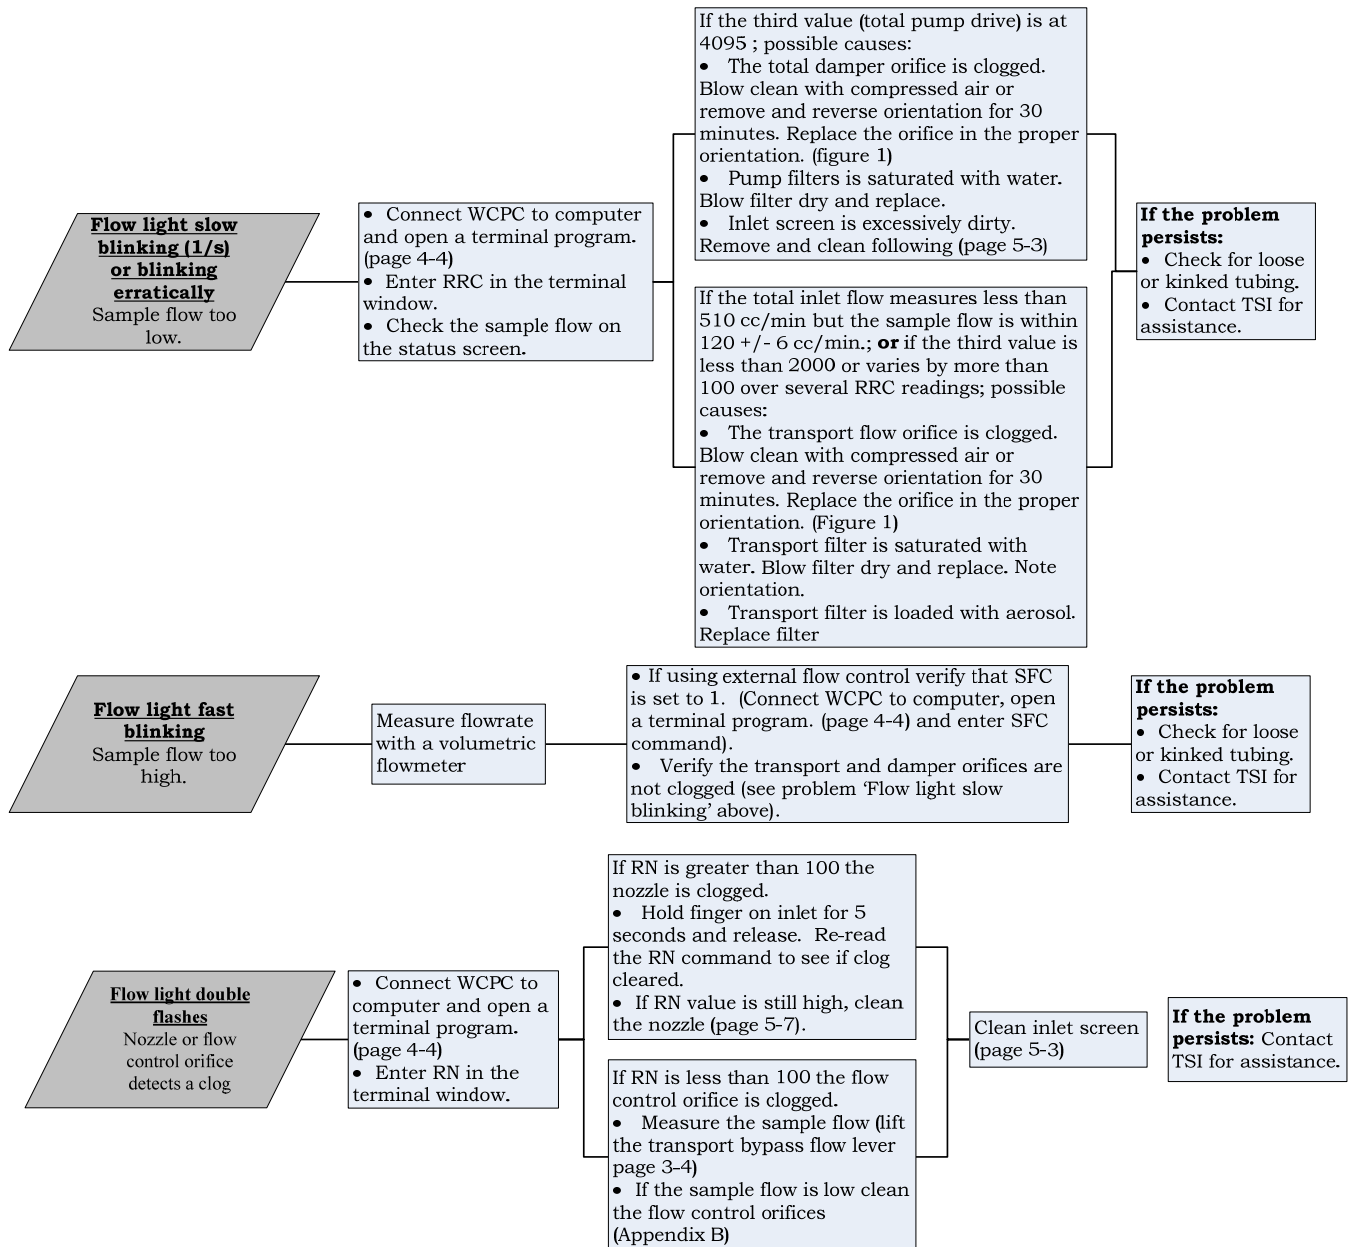 Flow light slow
blinking (1/s)
or blinking
erratically
Sample flow too
low.
• Connect WCPC to computer
and open a terminal program.
(page 4-4)
• Enter RRC in the terminal
window.
• Check the sample flow on
the status screen.
If the third value (total pump drive) is at
4095 ; possible causes:
• The total damper orifice is clogged.
Blow clean with compressed air or
remove and reverse orientation for 30
minutes. Replace the orifice in the proper
orientation. (figure 1)
• Pump filters is saturated with water.
Blow filter dry and replace.
• Inlet screen is excessively dirty.
Remove and clean following (page 5-3)
If the total inlet flow measures less than
510 cc/min but the sample flow is within
120 +/- 6 cc/min.; or if the third value is
less than 2000 or varies by more than
100 over several RRC readings; possible
causes:
• The transport flow orifice is clogged.
Blow clean with compressed air or
remove and reverse orientation for 30
minutes. Replace the orifice in the proper
orientation. (Figure 1)
• Transport filter is saturated with
water. Blow filter dry and replace. Note
orientation.
• Transport filter is loaded with aerosol.
Replace filter
If the problem
persists:
• Check for loose
or kinked tubing.
• Contact TSI for
assistance.
Flow light fast
blinking
Sample flow too
high.
Measure flowrate
with a volumetric
flowmeter
• If using external flow control verify that SFC
is set to 1. (Connect WCPC to computer, open
a terminal program. (page 4-4) and enter SFC
command).
• Verify the transport and damper orifices are
not clogged (see problem 'Flow light slow
blinking' above).
If the problem
persists:
• Check for loose
or kinked tubing.
• Contact TSI for
assistance.
Flow light double
flashes
Nozzle or flow
control orifice
detects a clog
• Connect WCPC to
computer and open a
terminal program.
(page 4-4)
• Enter RN in the
terminal window.
If RN is greater than 100 the
nozzle is clogged.
• Hold finger on inlet for 5
seconds and release. Re-read
the RN command to see if clog
cleared.
• If RN value is still high, clean
the nozzle (page 5-7).
If RN is less than 100 the flow
control orifice is clogged.
• Measure the sample flow (lift
the transport bypass flow lever
page 3-4)
• If the sample flow is low clean
the flow control orifices
(Appendix B)
Clean inlet screen
(page 5-3)
If the problem
persists: Contact
TSI for assistance.